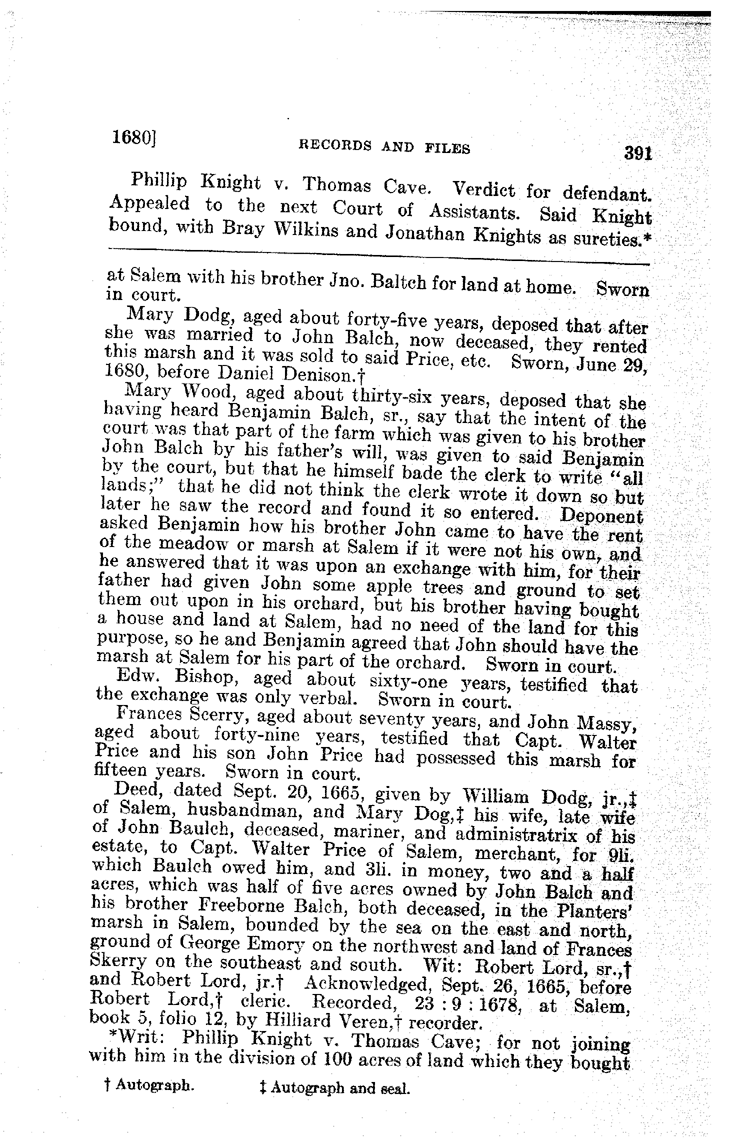 1680]
RECORDS AND FILES
391
Phillip Knight v. Thomas Cave. Verdict for defendant.
Appealed to the next Court of Assistants. Said Knight
bound, with Bray Wilkins and Jonathan Knights as sureties.*
at Salem with his brother Jno. Baltch for land at home. Sworn
in court.
Mary Dodg, aged about forty-five years, deposed that after
she was married to John Balch, now deceased, they rented
this marsh and it was sold to said Price, etc. Sworn, June 29,
1680, before Daniel Denison.†
Mary Wood, aged about thirty-six years, deposed that she
having heard Benjamin Balch, sr., say that the intent of the
court was that part of the farm which was given to his brother
John Balch by his father's will, was given to said Benjamin
by the court, but that he himself bade the clerk to write "all
lands;" that he did not think the clerk wrote it down so but
later he saw the record and found it so entered. Deponent
asked Benjamin how his brother John came to have the rent
of the meadow or marsh at Salem if it were not his own, and
he answered that it was upon an exchange with him, for their
father had given John some apple trees and ground to set
them out upon in his orchard, but his brother having bought
a house and land at Salem, had no need of the land for this
purpose, so he and Benjamin agreed that John should have the
marsh at Salem for his part of the orchard. Sworn in court.
Edw. Bishop, aged about sixty-one years, testified that
the exchange was only verbal. Sworn in court.
Frances Scerry, aged about seventy years, and John Massy,
aged about forty-nine years, testified that Capt. Walter
Price and his son John Price had possessed this marsh for
fifteen years. Sworn in court.
Deed, dated Sept. 20, 1665, given by William Dodg, jr.,‡
of Salem, husbandman, and Mary Dog,‡ his wife, late wife
of John Baulch, deceased, mariner, and administratrix of his
estate, to Capt. Walter Price of Salem, merchant, for 9li.
which Baulch owed him, and 3li. in money, two and a half
acres, which was half of five acres owned by John Balch and
his brother Freeborne Balch, both deceased, in the Planters'
marsh in Salem, bounded by the sea on the east and north,
ground of George Emory on the northwest and land of Frances
Skerry on the southeast and south. Wit: Robert Lord, sr.,†
and Robert Lord, jr.† Acknowledged, Sept. 26, 1665, before
Robert Lord,† cleric. Recorded, 23 : 9 : 1678, at Salem,
book 5, folio 12, by Hilliard Veren,† recorder.
*Writ: Phillip Knight v. Thomas Cave; for not joining
with him in the division of 100 acres of land which they bought
† Autograph. ‡ Autograph and seal.